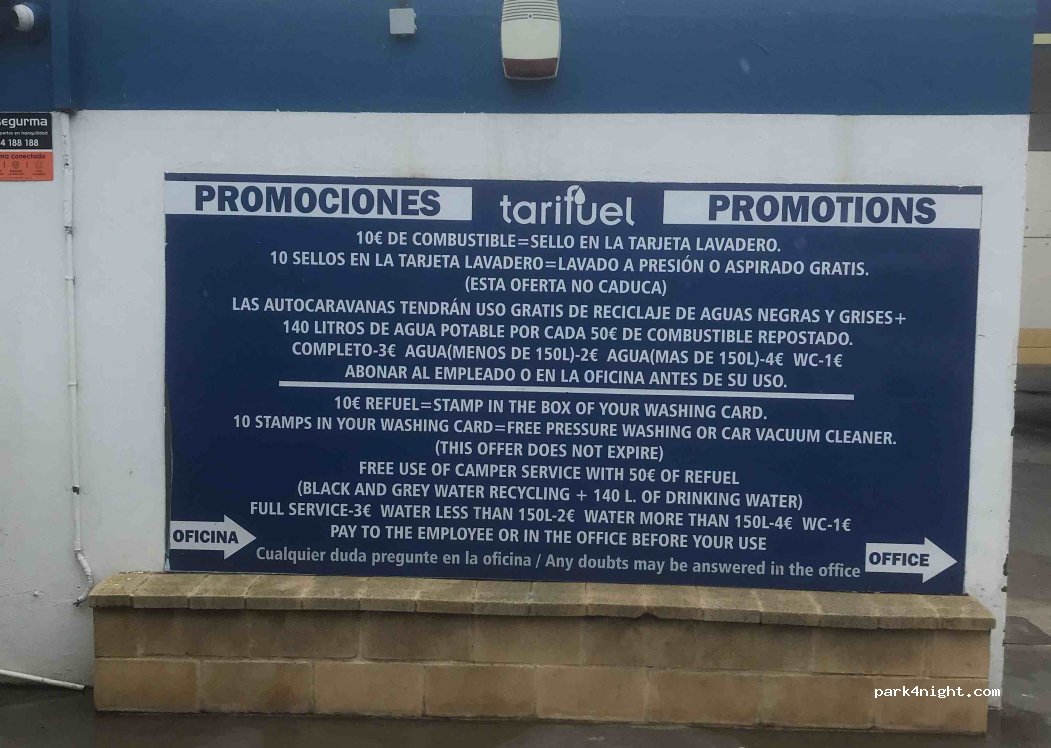 segurma
4 188 188
PROMOCIONES
tarifuel
PROMOTIONS
10€ DE COMBUSTIBLE=SELLO EN LA TARJETA LAVADERO.
10 SELLOS EN LA TARJETA LAVADERO=LAVADO A PRESIÓN O ASPIRADO GRATIS.
(ESTA OFERTA NO CADUCA)
LAS AUTOCARAVANAS TENDRÁN USO GRATIS DE RECICLAJE DE AGUAS NEGRAS Y GRISES+
140 LITROS DE AGUA POTABLE POR CADA 50€ DE COMBUSTIBLE REPOSTADO.
COMPLETO-3€ AGUA(MENOS DE 150L)-2€ AGUA(MAS DE 150L)-4€ WC-1€
ABONAR AL EMPLEADO O EN LA OFICINA ANTES DE SU USO.
10€ REFUEL=STAMP IN THE BOX OF YOUR WASHING CARD.
10 STAMPS IN YOUR WASHING CARD=FREE PRESSURE WASHING OR CAR VACUUM CLEANER.
(THIS OFFER DOES NOT EXPIRE)
FREE USE OF CAMPER SERVICE WITH 50€ OF REFUEL
(BLACK AND GREY WATER RECYCLING + 140 L. OF DRINKING WATER)
FULL SERVICE-3€ WATER LESS THAN 150L-2€ WATER MORE THAN 150L-4€ WC-1€
PAY TO THE EMPLOYEE OR IN THE OFFICE BEFORE YOUR USE
OFICINA
Cualquier duda pregunte en la oficina / Any doubts may be answered in the office
OFFICE
park4night.com